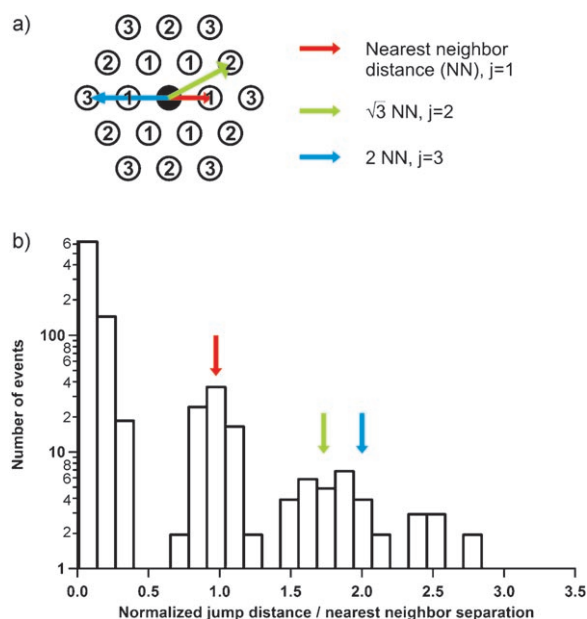 a)
3 2 3
2 1 1 2
3 1 1 3
2 1 1 2
3 2 3
Nearest neighbor
distance (NN), j=1
√3 NN, j=2
2 NN, j=3
b)
Number of events
6
4
2
100
8
6
4
2
10
8
6
4
2
1
0.0 0.5 1.0 1.5 2.0 2.5 3.0 3.5
Normalized jump distance / nearest neighbor separation